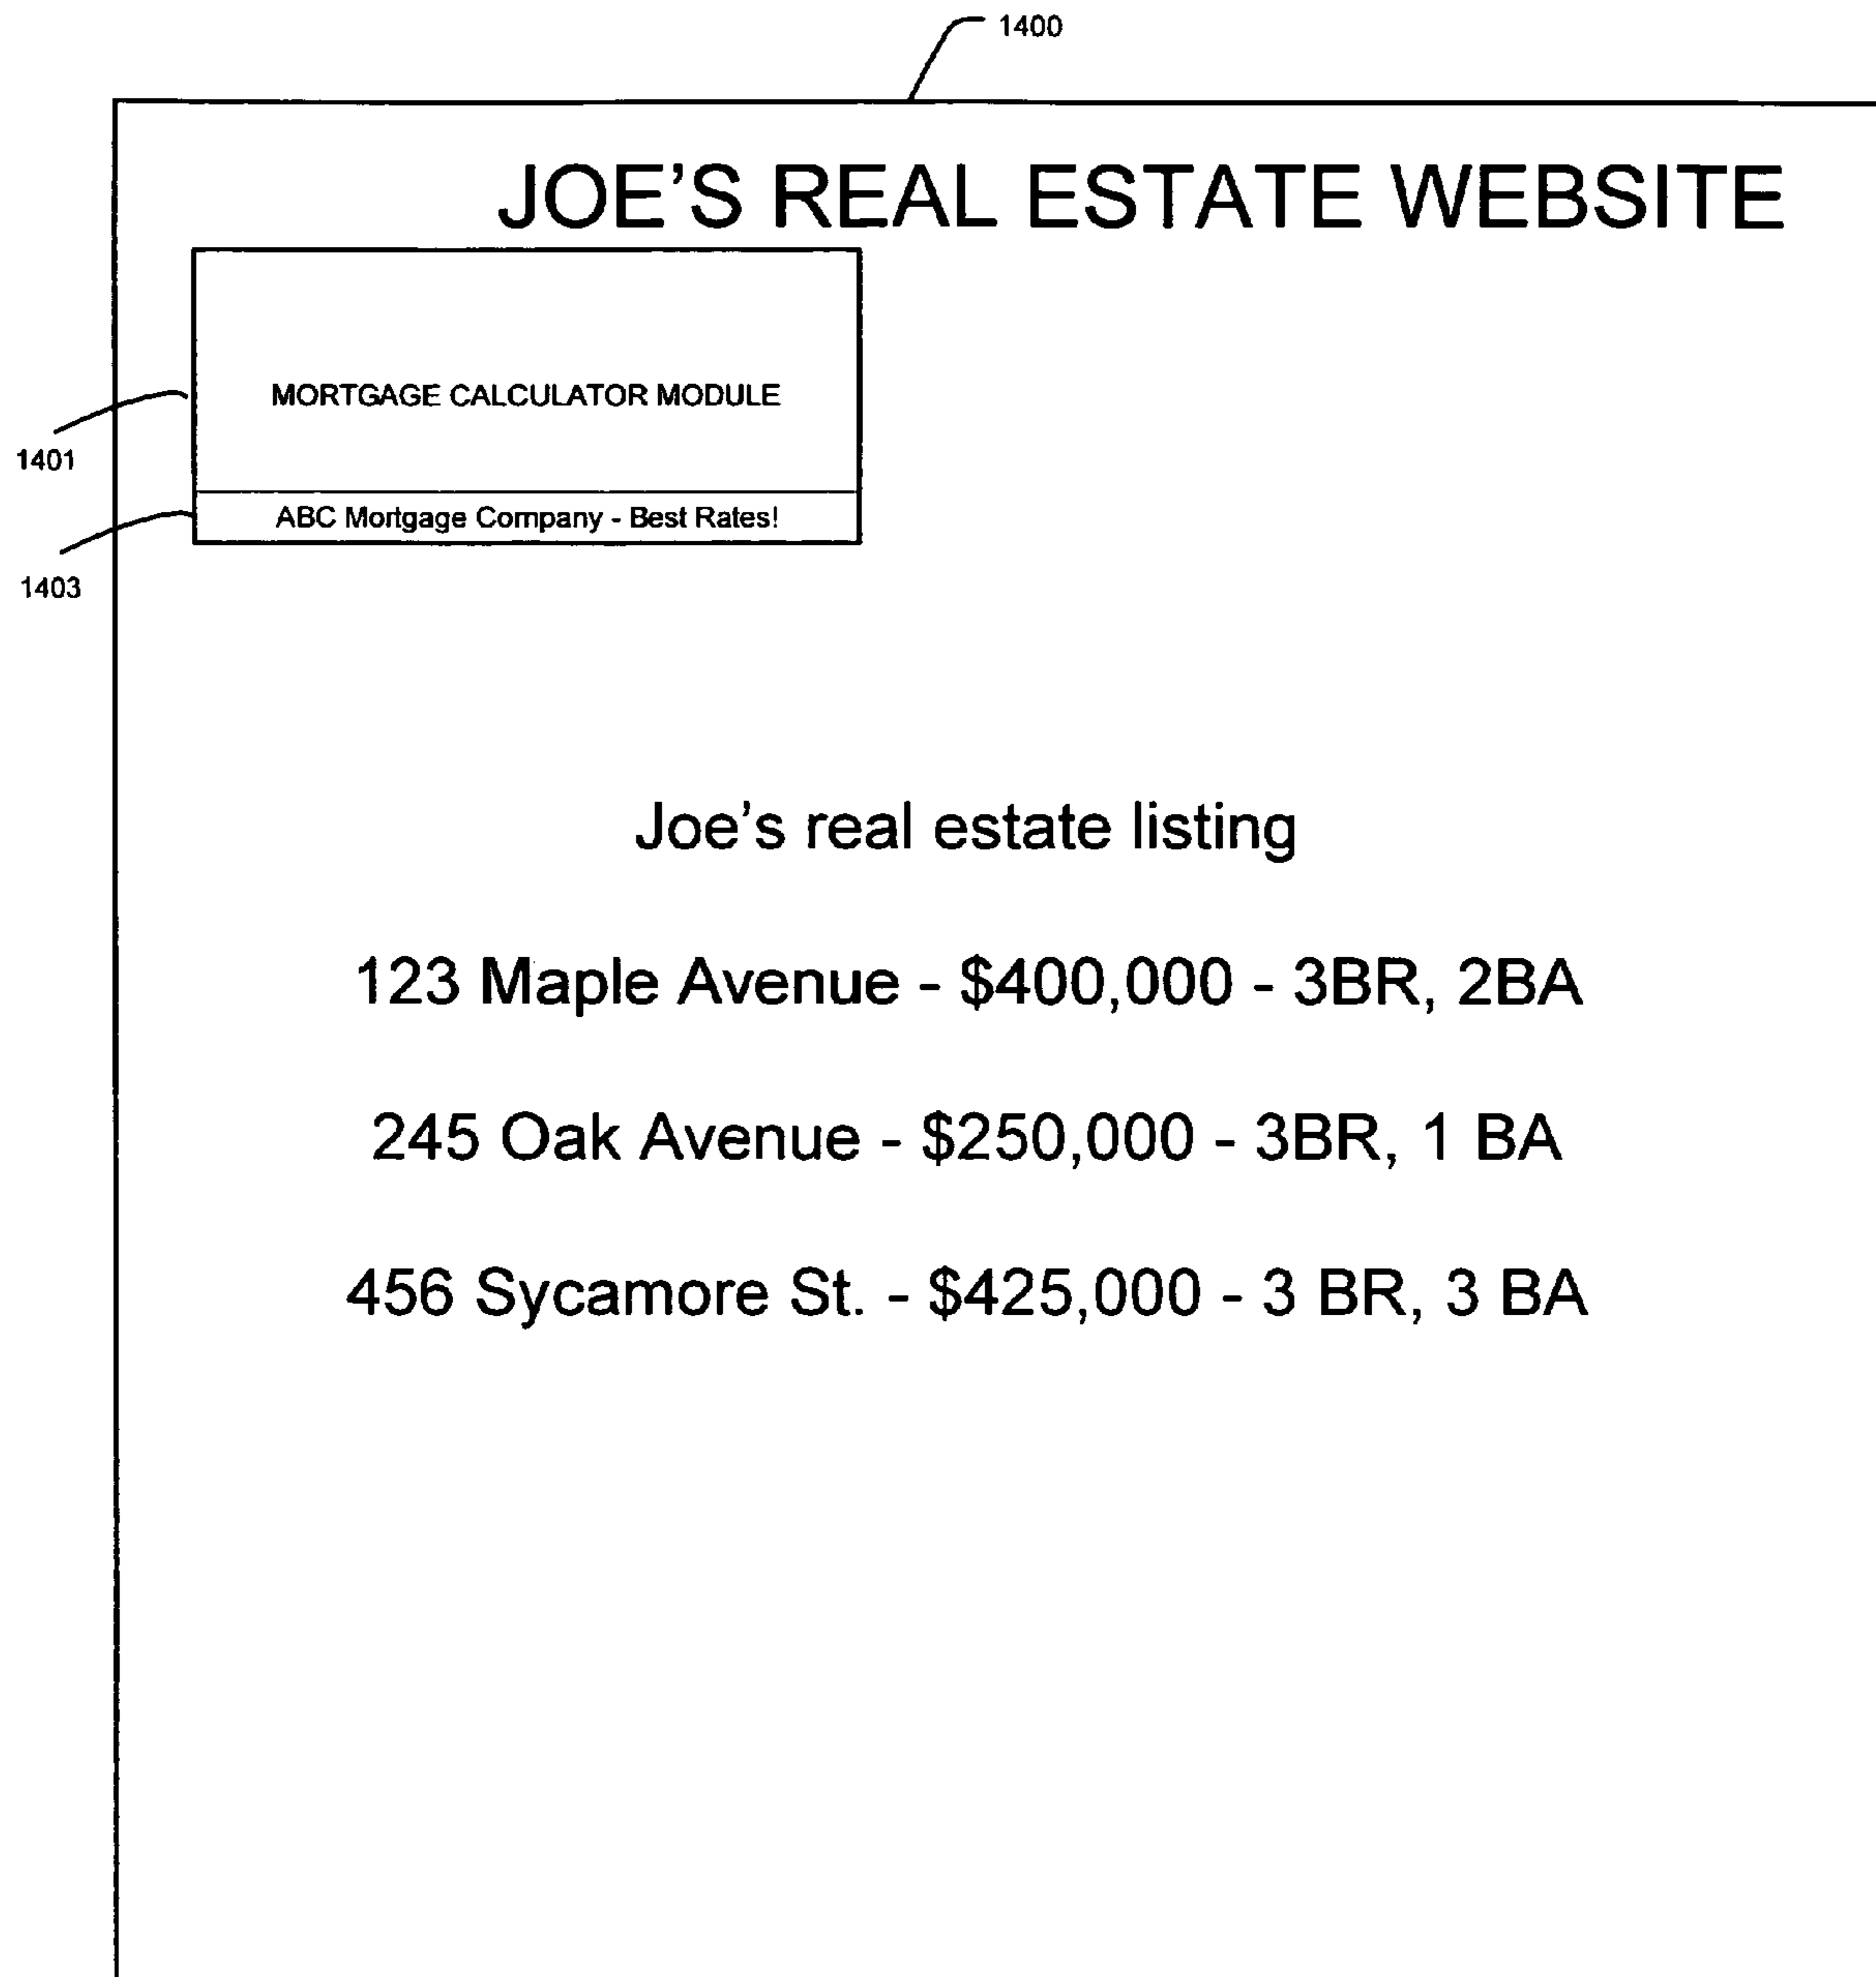 1400
JOE'S REAL ESTATE WEBSITE
MORTGAGE CALCULATOR MODULE
1401
ABC Mortgage Company - Best Rates!
1403
Joe's real estate listing
123 Maple Avenue - $400,000 - 3BR, 2BA
245 Oak Avenue - $250,000 - 3BR, 1 BA
456 Sycamore St. - $425,000 - 3 BR, 3 BA